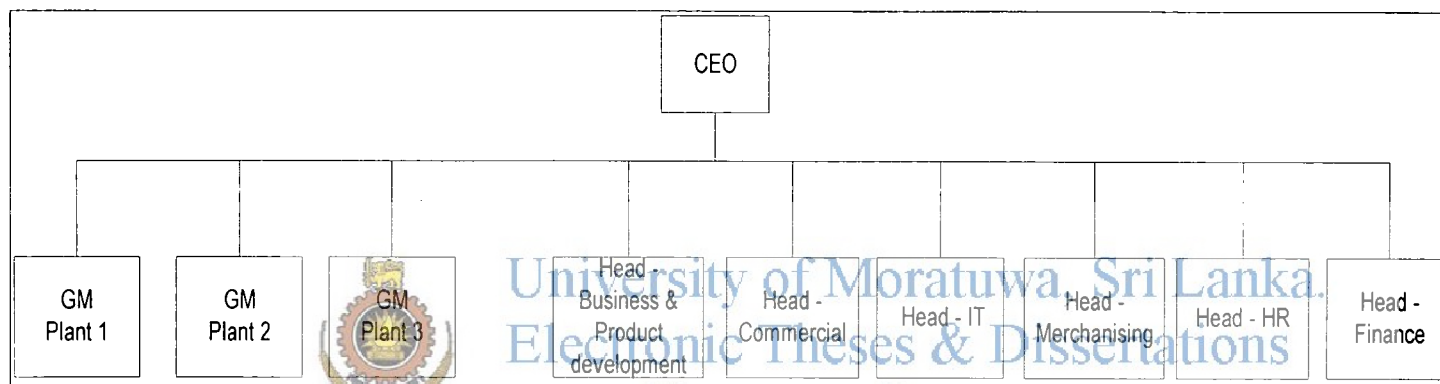 CEO
GM
Plant 1
GM
Plant 2
GM
Plant 3
Head -
Business &
Product
development
Head -
Commercial
Head - IT
Head -
Merchanising
Head - HR
Head -
Finance
University of Moratuwa, Sri Lanka.
Electronic Theses & Dissertations